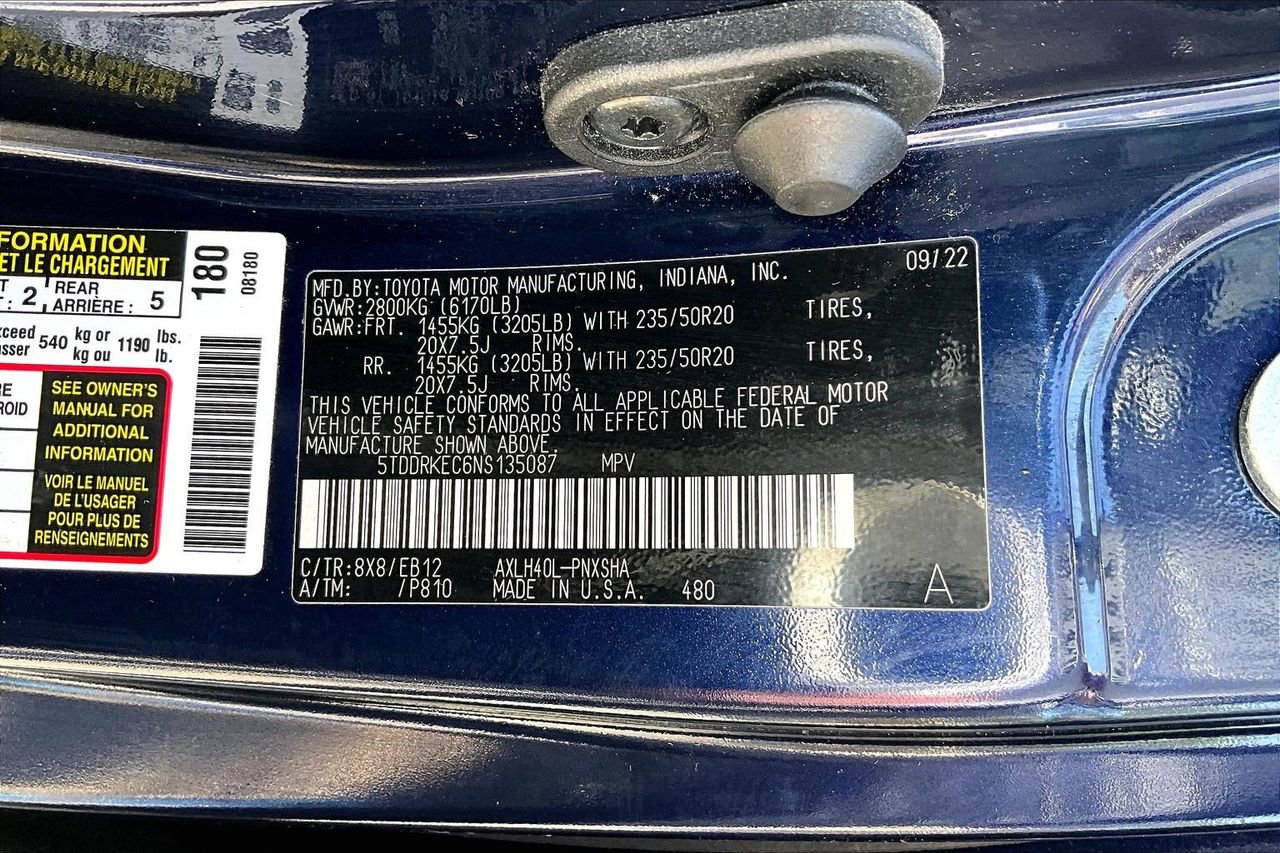 FORMATION
ET LE CHARGEMENT
2
REAR
ARRIÈRE : 5
180
08180
540 kg or 1190 lbs.
kg ou lb.
SEE OWNER'S
MANUAL FOR
ADDITIONAL
INFORMATION
VOIR LE MANUEL
DE L'USAGER
POUR PLUS DE
RENSEIGNEMENTS
MFD.BY:TOYOTA MOTOR MANUFACTURING, INDIANA, INC. 09/22
GVWR:2800KG (6170LB)
GAWR:FRT. 1455KG (3205LB) WITH 235/50R20 TIRES,
20X7.5J RIMS.
RR. 1455KG (3205LB) WITH 235/50R20 TIRES,
20X7.5J RIMS.
THIS VEHICLE CONFORMS TO ALL APPLICABLE FEDERAL MOTOR
VEHICLE SAFETY STANDARDS IN EFFECT ON THE DATE OF
MANUFACTURE SHOWN ABOVE.
5TDDRKEC6NS135087 MPV
C/TR:8X8/EB12 AXLH40L-PNXSHA
A/TM: /P810 MADE IN U.S.A. 480 A